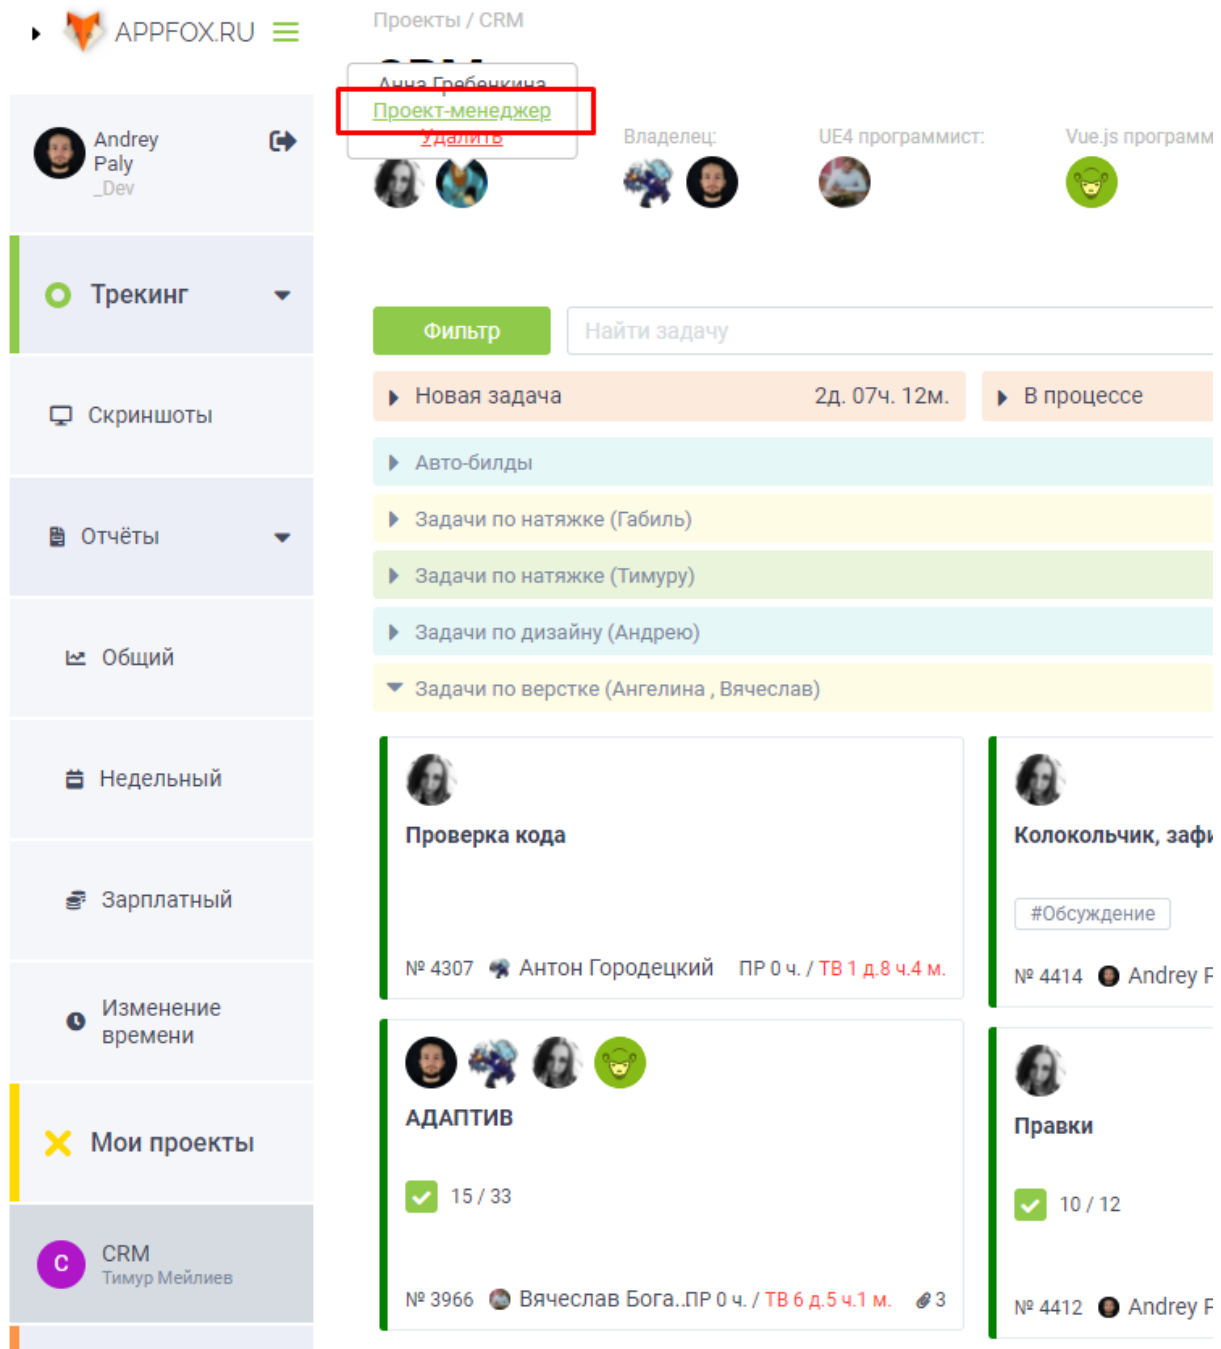 APPFOX.RU
Проекты / CRM
CRM
Анна Гребенкина
Проект-менеджер
Удалить
Владелец:
UE4 программист:
Vue.js программ
Andrey
Paly
_Dev
Трекинг
Скриншоты
Отчёты
Общий
Недельный
Зарплатный
Изменение
времени
Мои проекты
C
CRM
Тимур Мейлиев
Фильтр
Найти задачу
Новая задача 2д. 07ч. 12м.
В процессе
Авто-билды
Задачи по натяжке (Габиль)
Задачи по натяжке (Тимуру)
Задачи по дизайну (Андрею)
Задачи по верстке (Ангелина , Вячеслав)
Проверка кода
№ 4307 Антон Городецкий ПР 0 ч. / ТВ 1 д.8 ч.4 м.
Колокольчик, зафи
#Обсуждение
№ 4414 Andrey P
АДАПТИВ
15 / 33
№ 3966 Вячеслав Бога..ПР 0 ч. / ТВ 6 д.5 ч.1 м. 3
Правки
10 / 12
№ 4412 Andrey P